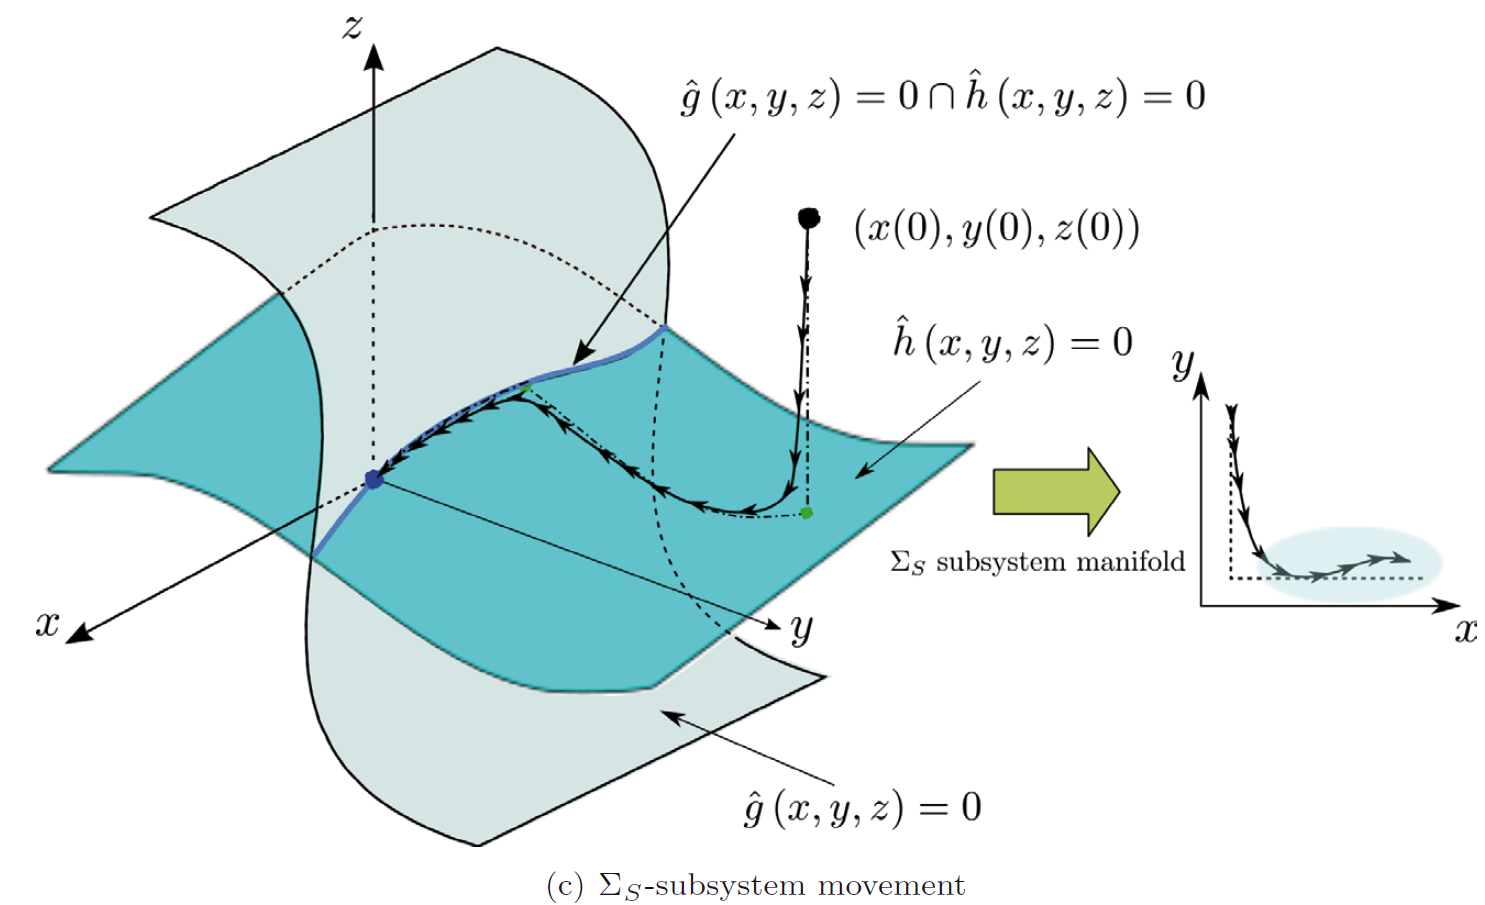 z
ĝ (x, y, z) = 0 ∩ ĥ (x, y, z) = 0
(x(0), y(0), z(0))
ĥ (x, y, z) = 0
y
Σ_S subsystem manifold
x
x
y
ĝ (x, y, z) = 0
(c) Σ_S-subsystem movement